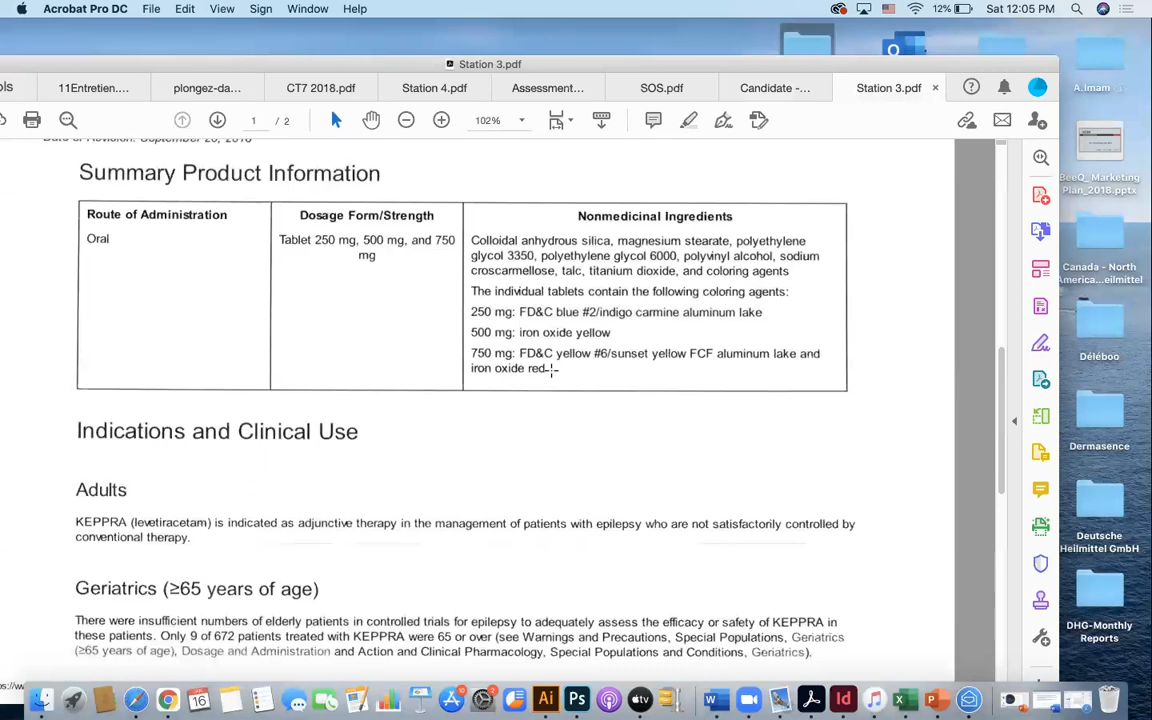 Acrobat Pro DC File Edit View Sign Window Help 12% Sat 12:05 PM
Station 3.pdf
ols 11Entretien.... plongez-da... CT7 2018.pdf Station 4.pdf Assessment... SOS.pdf Candidate -... Station 3.pdf ×
1 / 2 102%
Summary Product Information
Route of Administration
Dosage Form/Strength
Nonmedicinal Ingredients
Oral
Tablet 250 mg, 500 mg, and 750
mg
Colloidal anhydrous silica, magnesium stearate, polyethylene
glycol 3350, polyethylene glycol 6000, polyvinyl alcohol, sodium
croscarmellose, talc, titanium dioxide, and coloring agents
The individual tablets contain the following coloring agents:
250 mg: FD&C blue #2/indigo carmine aluminum lake
500 mg: iron oxide yellow
750 mg: FD&C yellow #6/sunset yellow FCF aluminum lake and
iron oxide red
Indications and Clinical Use
Adults
KEPPRA (levetiracetam) is indicated as adjunctive therapy in the management of patients with epilepsy who are not satisfactorily controlled by
conventional therapy.
Geriatrics (≥65 years of age)
There were insufficient numbers of elderly patients in controlled trials for epilepsy to adequately assess the efficacy or safety of KEPPRA in
these patients. Only 9 of 672 patients treated with KEPPRA were 65 or over (see Warnings and Precautions, Special Populations, Geriatrics
(≥65 years of age), Dosage and Administration and Action and Clinical Pharmacology, Special Populations and Conditions, Geriatrics).
A.Imam
BeeQ_ Marketing
Plan_2018.pptx
Canada - North
America...eilmittel
Déléboo
Dermasence
Deutsche
Heilmittel GmbH
DHG-Monthly
Reports
16
Ai Ps tv Id